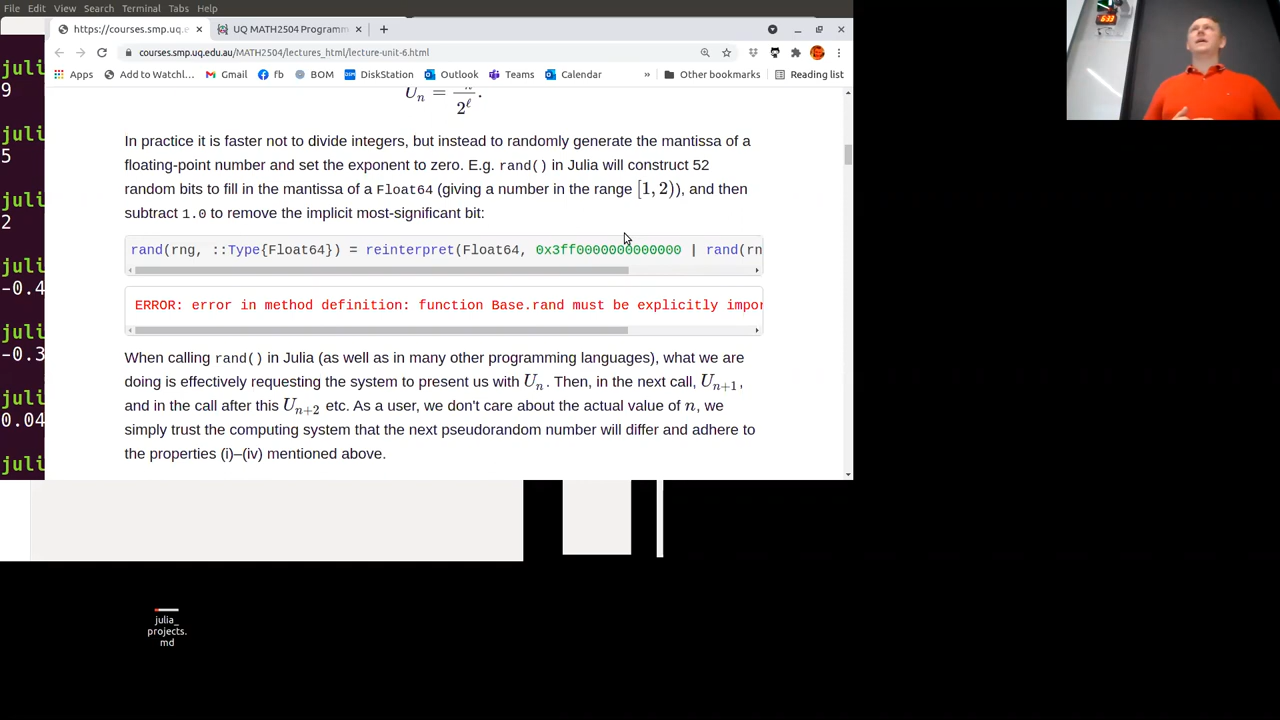 File Edit View Search Terminal Tabs Help
https://courses.smp.uq.e
UQ MATH2504 Programm
courses.smp.uq.edu.au/MATH2504/lectures_html/lecture-unit-6.html
Apps Add to Watchl... Gmail fb BOM DiskStation Outlook Teams Calendar » Other bookmarks Reading list
6:33
juli
9
juli
5
juli
2
juli
-0.4
juli
-0.3
juli
0.04
juli
2^ℓ
In practice it is faster not to divide integers, but instead to randomly generate the mantissa of a
floating-point number and set the exponent to zero. E.g. rand() in Julia will construct 52
random bits to fill in the mantissa of a Float64 (giving a number in the range [1, 2)), and then
subtract 1.0 to remove the implicit most-significant bit:
rand(rng, ::Type{Float64}) = reinterpret(Float64, 0x3ff0000000000000 | rand(rn
ERROR: error in method definition: function Base.rand must be explicitly impor
When calling rand() in Julia (as well as in many other programming languages), what we are
doing is effectively requesting the system to present us with Uₙ. Then, in the next call, Uₙ₊₁,
and in the call after this Uₙ₊₂ etc. As a user, we don't care about the actual value of n, we
simply trust the computing system that the next pseudorandom number will differ and adhere to
the properties (i)–(iv) mentioned above.
julia_
projects.
md